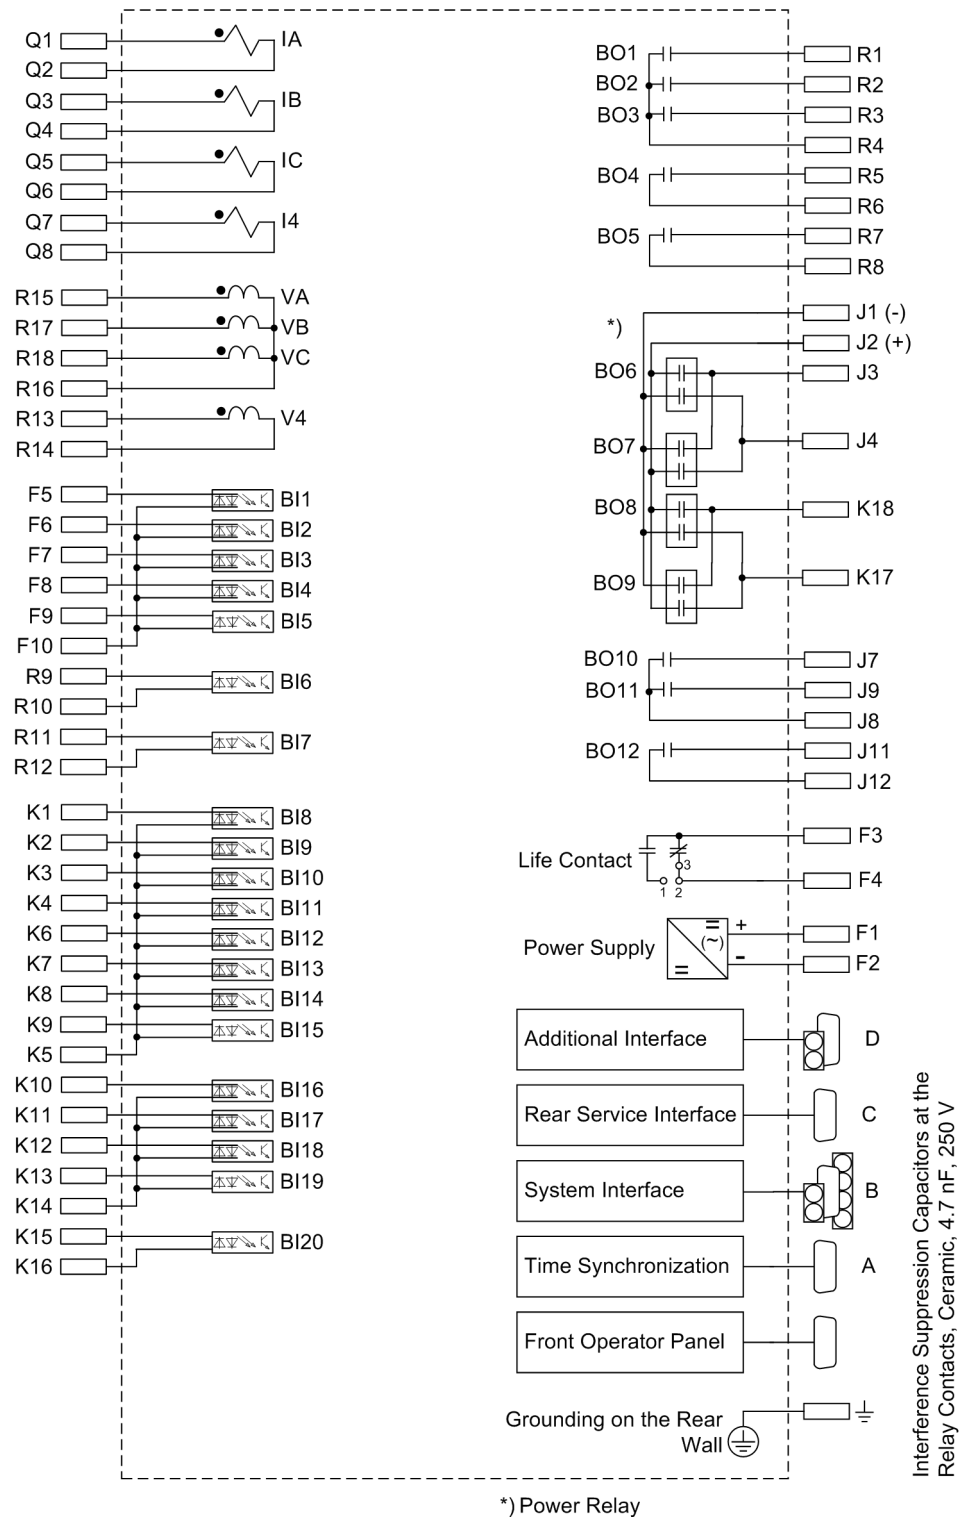 Q1 IA
Q2
Q3 IB
Q4
Q5 IC
Q6
Q7 I4
Q8
R15 VA
R17 VB
R18 VC
R16
R13 V4
R14
F5 BI1
F6 BI2
F7 BI3
F8 BI4
F9 BI5
F10
R9 BI6
R10
R11 BI7
R12
K1 BI8
K2 BI9
K3 BI10
K4 BI11
K6 BI12
K7 BI13
K8 BI14
K9 BI15
K5
K10 BI16
K11 BI17
K12 BI18
K13 BI19
K14
K15 BI20
K16
BO1 R1
BO2 R2
BO3 R3
R4
BO4 R5
R6
BO5 R7
R8
J1 (-)
*)
J2 (+)
BO6 J3
BO7 J4
BO8 K18
BO9 K17
BO10 J7
BO11 J9
J8
BO12 J11
J12
F3
Life Contact 3
1 2 F4
Power Supply = (~) = + F1
- F2
Additional Interface D
Rear Service Interface C
System Interface B
Time Synchronization A
Front Operator Panel
Grounding on the Rear
Wall
Interference Suppression Capacitors at the
Relay Contacts, Ceramic, 4.7 nF, 250 V
*) Power Relay